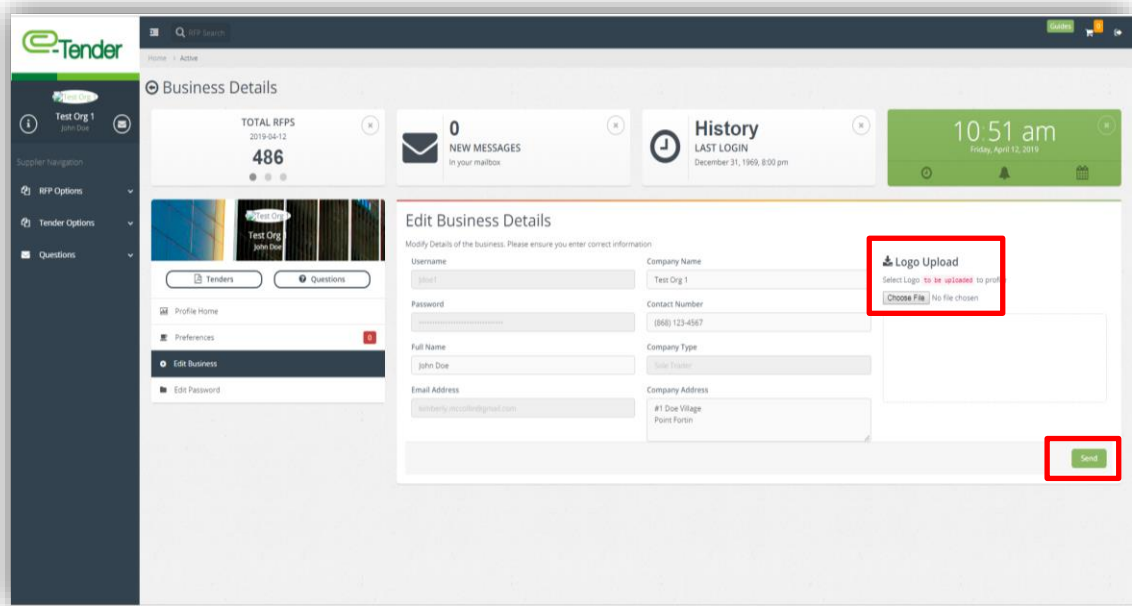 e-Tender
RFP Search
Guides
0
Home > Active
Test Org
Test Org 1
John Doe
Supplier Navigation
RFP Options
Tender Options
Questions
Business Details
TOTAL RFPS
2019-04-12
486
0
NEW MESSAGES
In your mailbox
History
LAST LOGIN
December 31, 1969, 8:00 pm
10:51 am
Friday, April 12, 2019
Test Org
Test Org 1
John Doe
Tenders
Questions
Profile Home
Preferences
0
Edit Business
Edit Password
Edit Business Details
Modify Details of the business. Please ensure you enter correct information
Username
Company Name
Test Org 1
Password
Contact Number
(868) 123-4567
Full Name
John Doe
Company Type
Sole Trader
Email Address
Company Address
#1 Doe Village
Point Fortin
Logo Upload
Select Logo to be uploaded to profile
Choose File No file chosen
Send